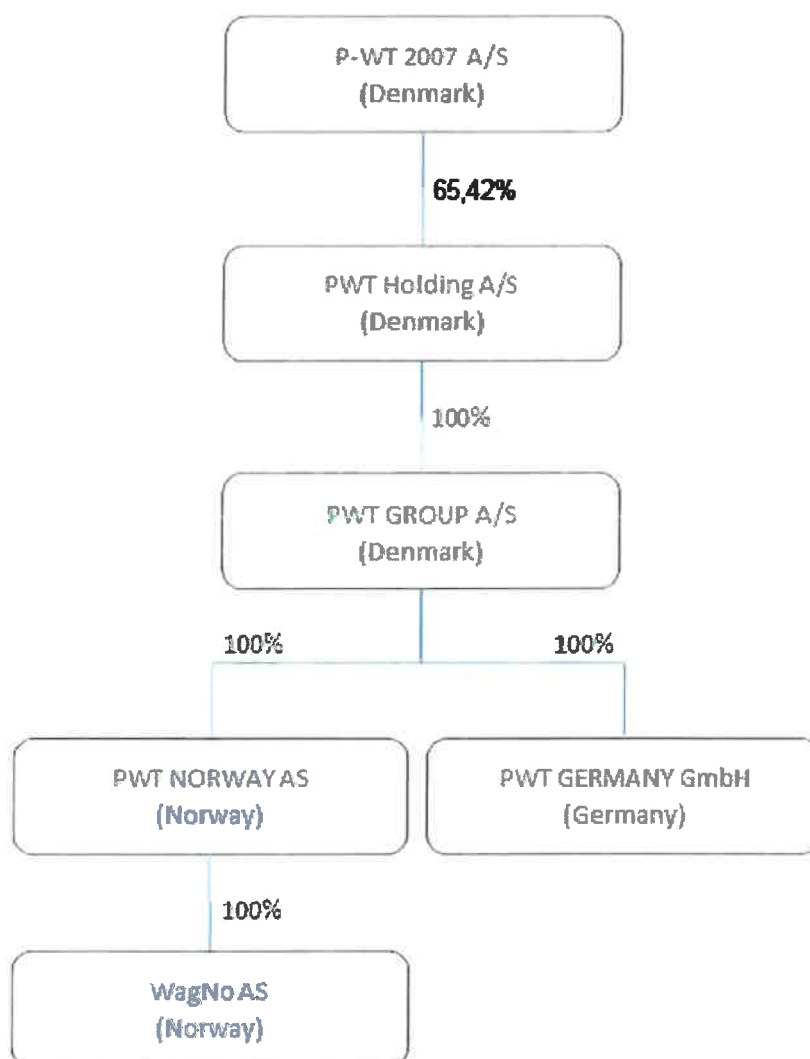 P-WT 2007 A/S
(Denmark)
65,42%
PWT Holding A/S
(Denmark)
100%
PWT GROUP A/S
(Denmark)
100%
100%
PWT NORWAY AS
(Norway)
PWT GERMANY GmbH
(Germany)
100%
WagNo AS
(Norway)